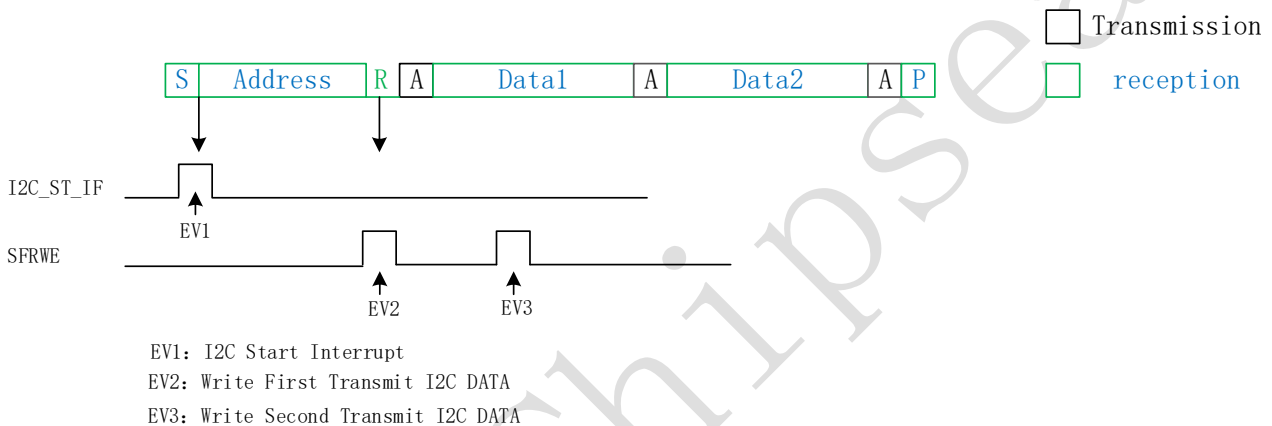 Transmission
S Address R A Data1 A Data2 A P
reception
I2C_ST_IF
EV1
SFRWE
EV2 EV3
EV1: I2C Start Interrupt
EV2: Write First Transmit I2C DATA
EV3: Write Second Transmit I2C DATA
Chipsea